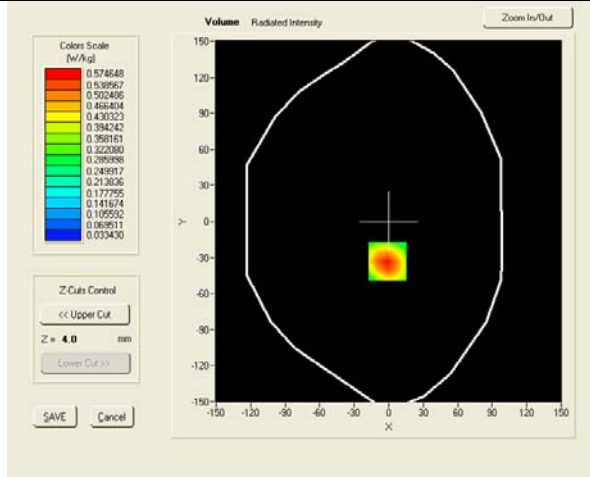 Volume Radiated Intensity
Zoom In/Out
Colors Scale
(W/kg)
0.574648
0.538567
0.502486
0.466404
0.430323
0.394242
0.358161
0.322080
0.285998
0.249917
0.213836
0.177755
0.141674
0.105592
0.069511
0.033430
Z-Cuts Control
<< Upper Cut
Z = 4.0 mm
Lower Cut >>
SAVE Cancel
150
120
90
60
30
0
-30
-60
-90
-120
-150
Y
-150 -120 -90 -60 -30 0 30 60 90 120 150
X